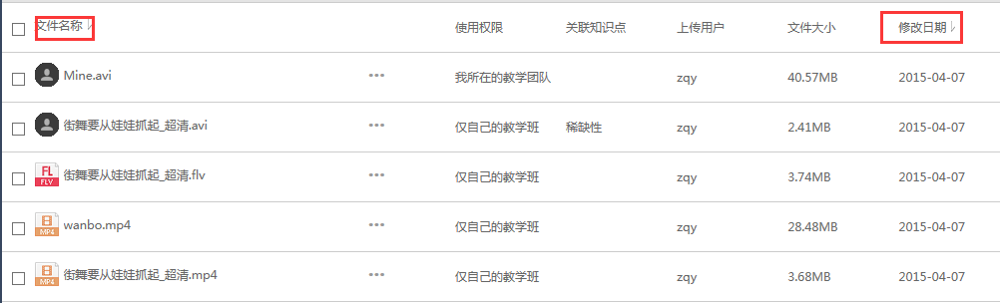 文件名称 使用权限 关联知识点 上传用户 文件大小 修改日期
Mine.avi ••• 我所在的教学团队 zqy 40.57MB 2015-04-07
街舞要从娃娃抓起_超清.avi ••• 仅自己的教学班 稀缺性 zqy 2.41MB 2015-04-07
FL FLV 街舞要从娃娃抓起_超清.flv ••• 仅自己的教学班 zqy 3.74MB 2015-04-07
MP4 wanbo.mp4 ••• 仅自己的教学班 zqy 28.48MB 2015-04-07
MP4 街舞要从娃娃抓起_超清.mp4 ••• 仅自己的教学班 zqy 3.68MB 2015-04-07